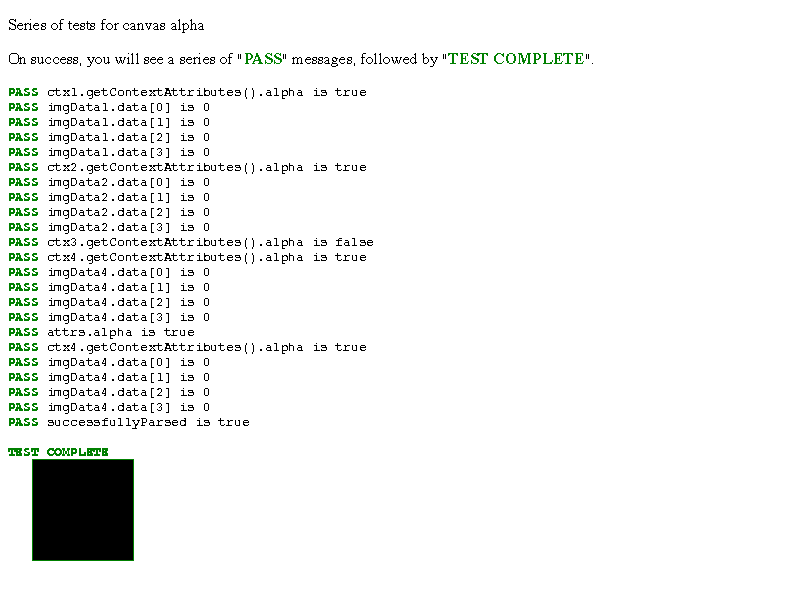 Series of tests for canvas alpha
On success, you will see a series of "PASS" messages, followed by "TEST COMPLETE".
PASS ctx1.getContextAttributes().alpha is true
PASS imgData1.data[0] is 0
PASS imgData1.data[1] is 0
PASS imgData1.data[2] is 0
PASS imgData1.data[3] is 0
PASS ctx2.getContextAttributes().alpha is true
PASS imgData2.data[0] is 0
PASS imgData2.data[1] is 0
PASS imgData2.data[2] is 0
PASS imgData2.data[3] is 0
PASS ctx3.getContextAttributes().alpha is false
PASS ctx4.getContextAttributes().alpha is true
PASS imgData4.data[0] is 0
PASS imgData4.data[1] is 0
PASS imgData4.data[2] is 0
PASS imgData4.data[3] is 0
PASS attrs.alpha is true
PASS ctx4.getContextAttributes().alpha is true
PASS imgData4.data[0] is 0
PASS imgData4.data[1] is 0
PASS imgData4.data[2] is 0
PASS imgData4.data[3] is 0
PASS successfullyParsed is true
TEST COMPLETE